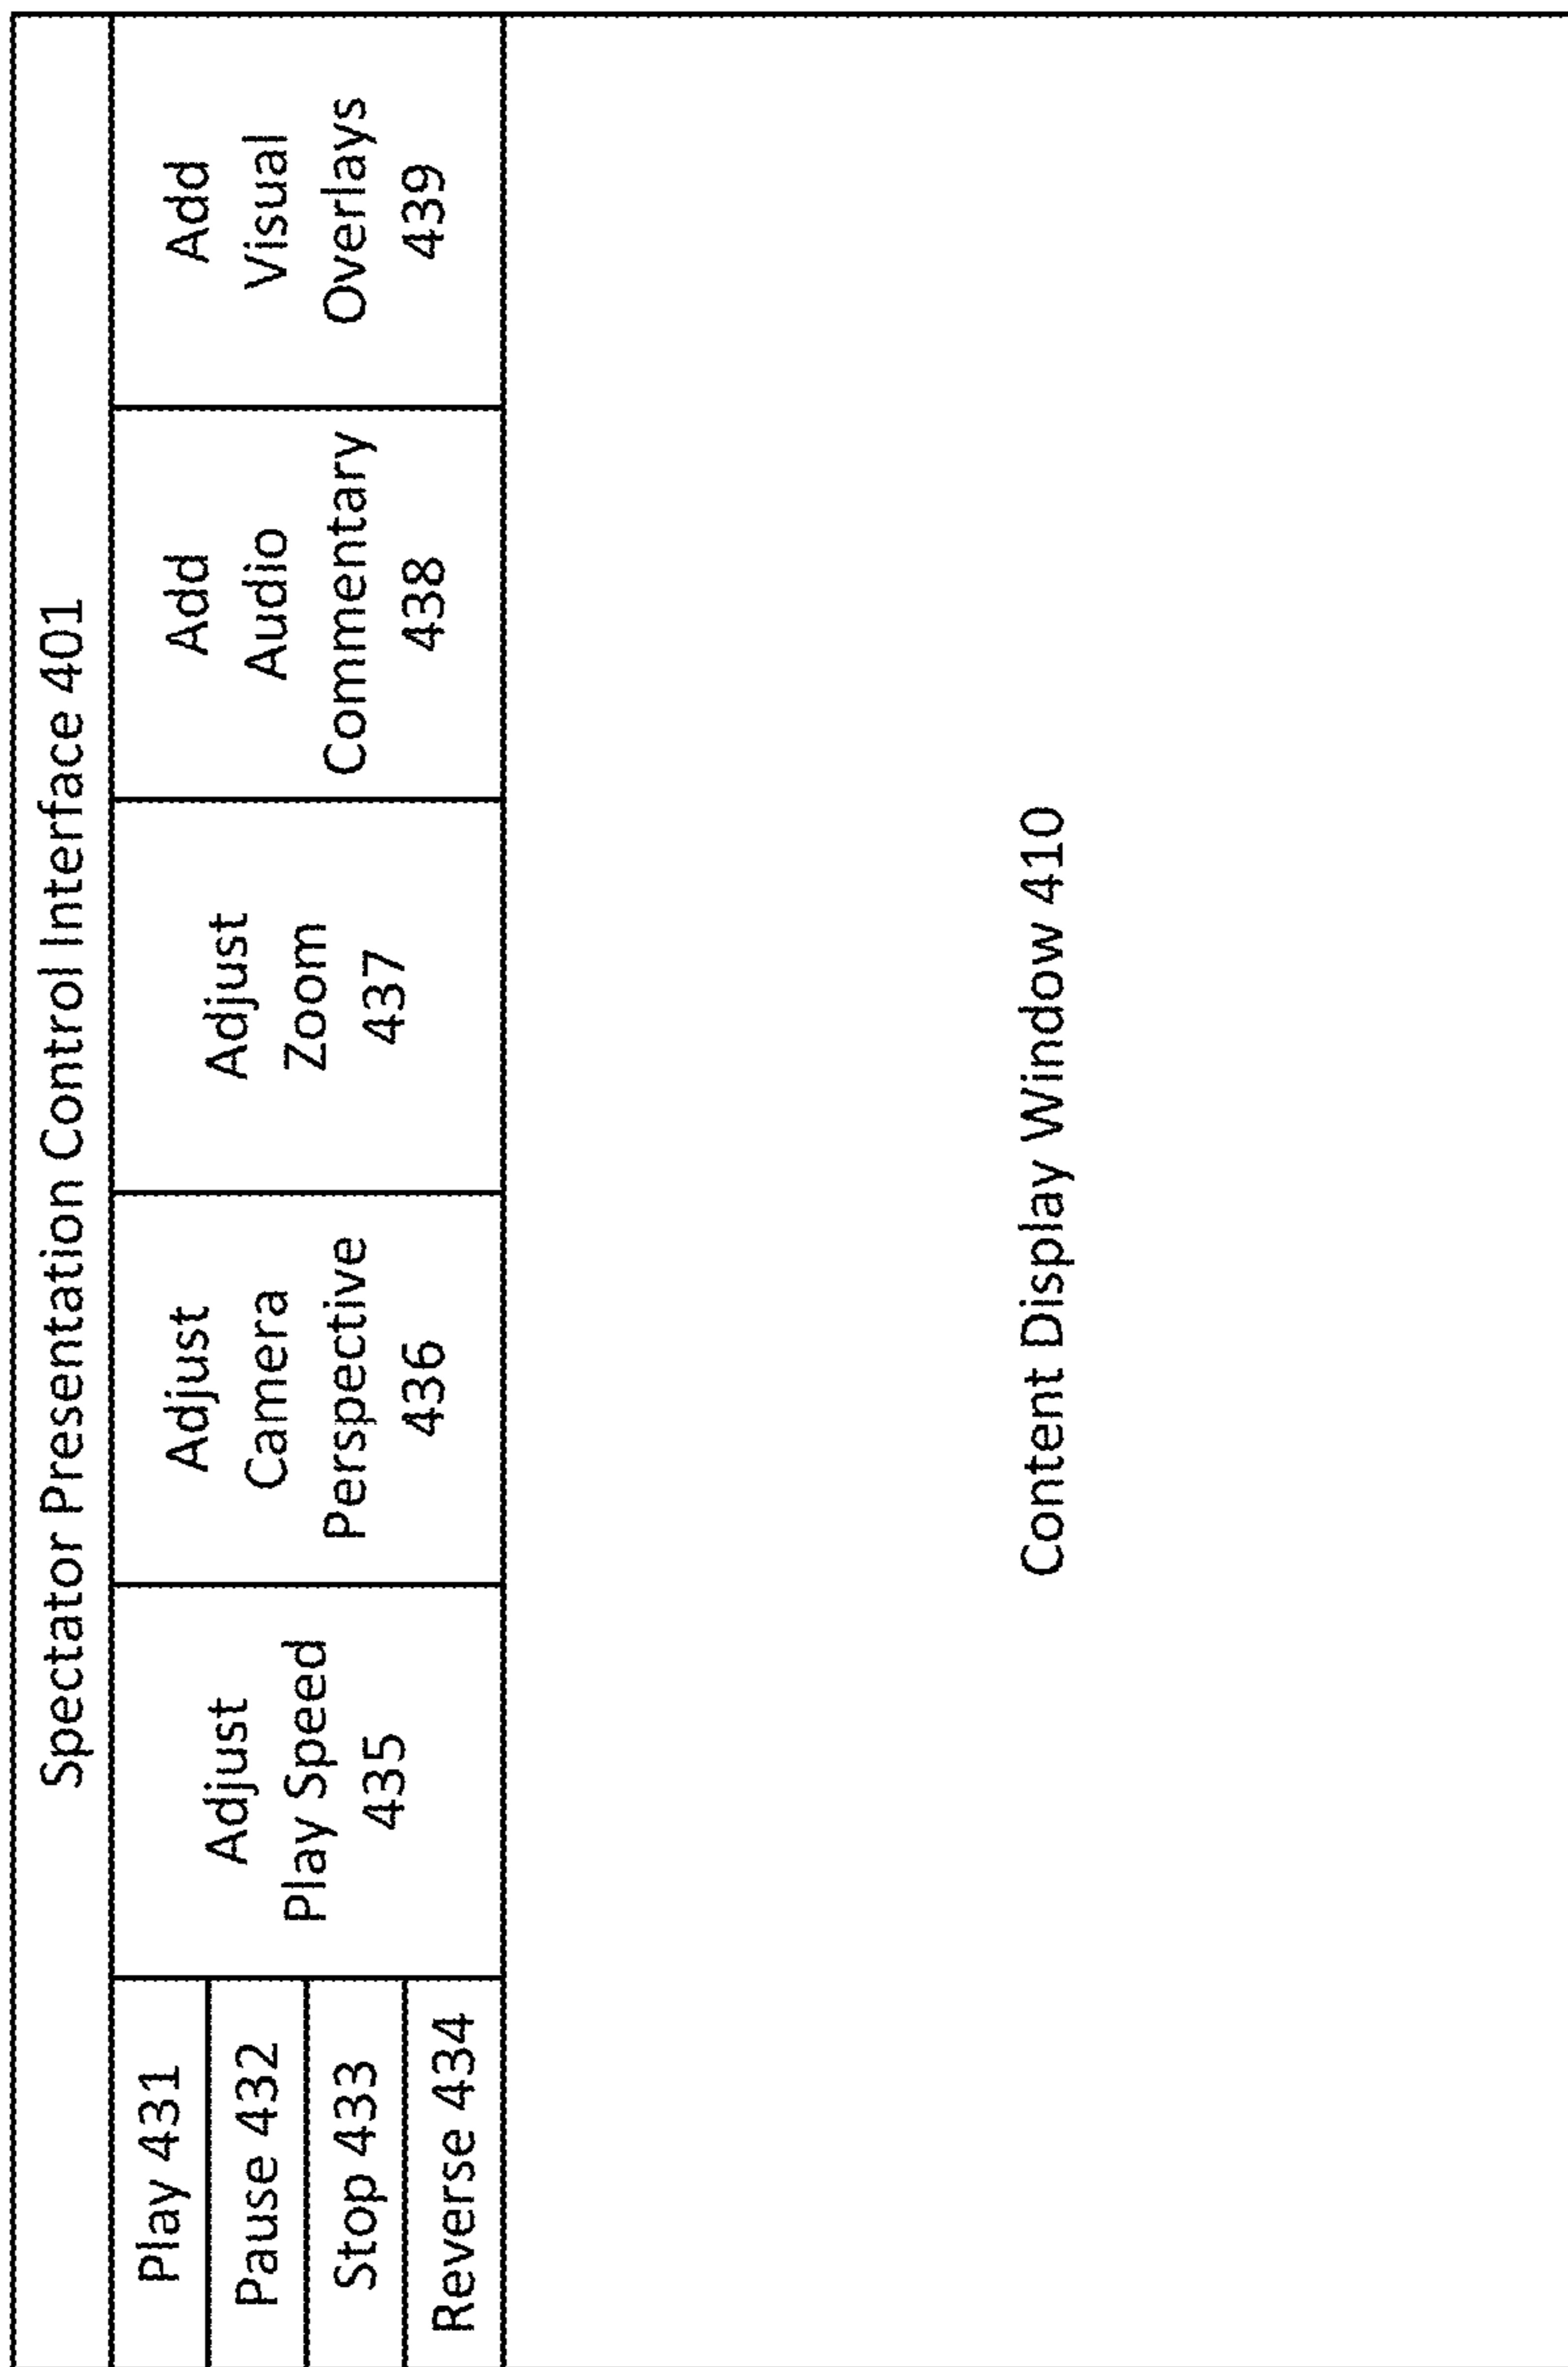 Spectator Presentation Control Interface 401
Play 431
Pause 432
Stop 433
Reverse 434
Adjust
Play Speed
435
Adjust
Camera
Perspective
436
Adjust
Zoom
437
Add
Audio
Commentary
438
Add
Visual
Overlays
439
Content Display Window 410